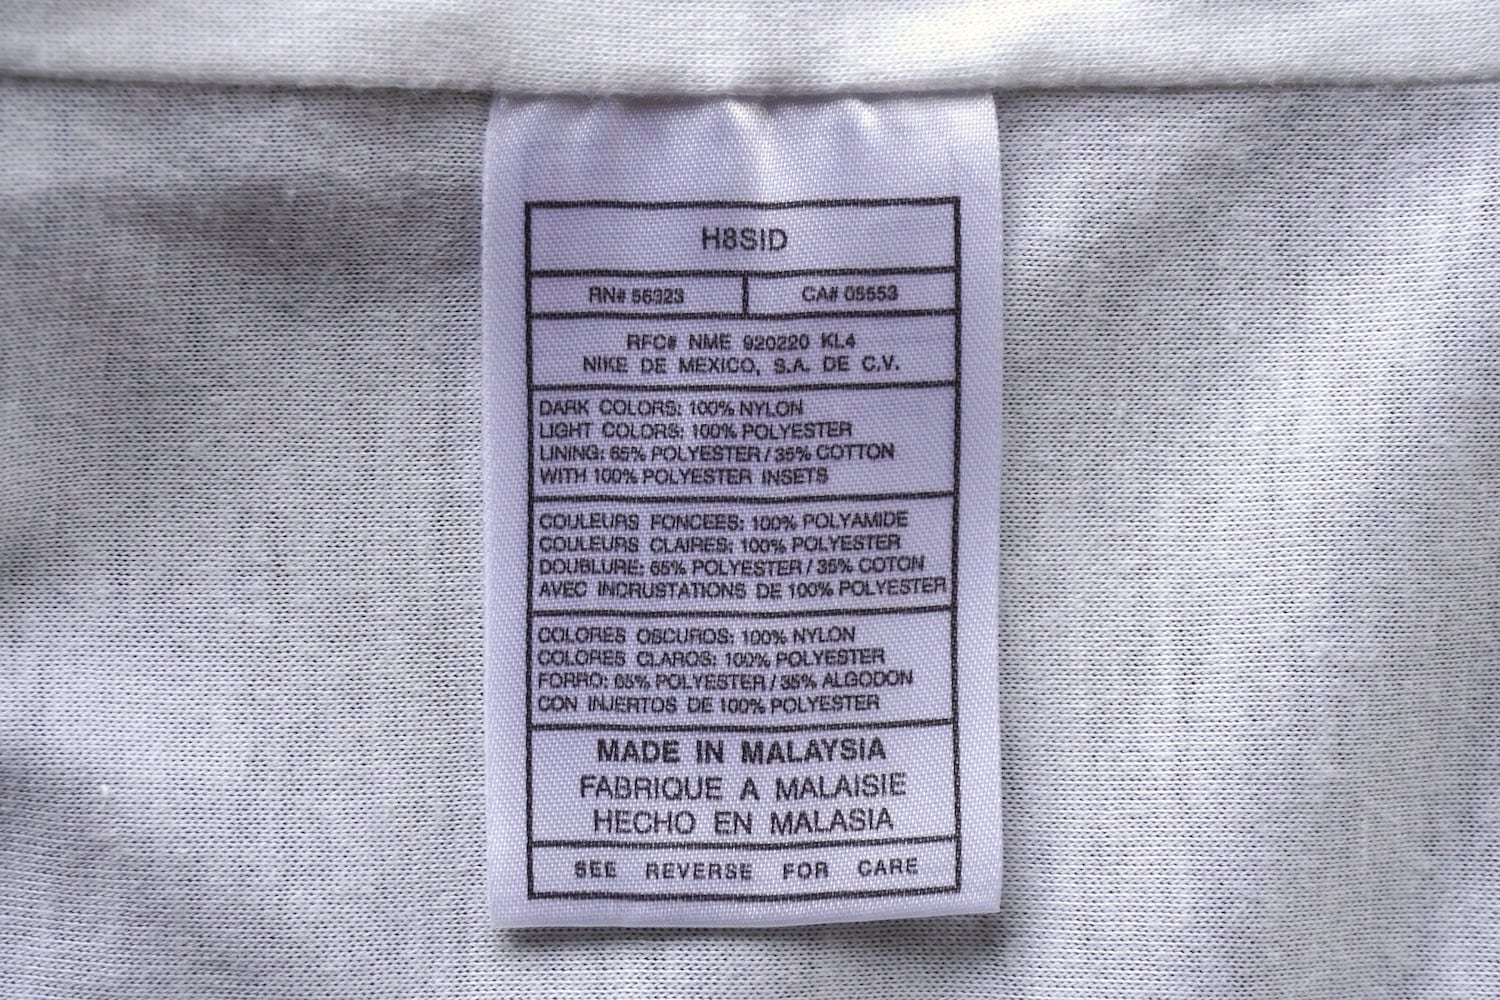 H8SID
RN# 56323 CA# 05553
RFC# NME 920220 KL4
NIKE DE MEXICO, S.A. DE C.V.
DARK COLORS: 100% NYLON
LIGHT COLORS: 100% POLYESTER
LINING: 65% POLYESTER / 35% COTTON
WITH 100% POLYESTER INSETS
COULEURS FONCEES: 100% POLYAMIDE
COULEURS CLAIRES: 100% POLYESTER
DOUBLURE: 65% POLYESTER / 35% COTON
AVEC INCRUSTATIONS DE 100% POLYESTER
COLORES OSCUROS: 100% NYLON
COLORES CLAROS: 100% POLYESTER
FORRO: 65% POLYESTER / 35% ALGODON
CON INJERTOS DE 100% POLYESTER
MADE IN MALAYSIA
FABRIQUE A MALAISIE
HECHO EN MALASIA
SEE REVERSE FOR CARE